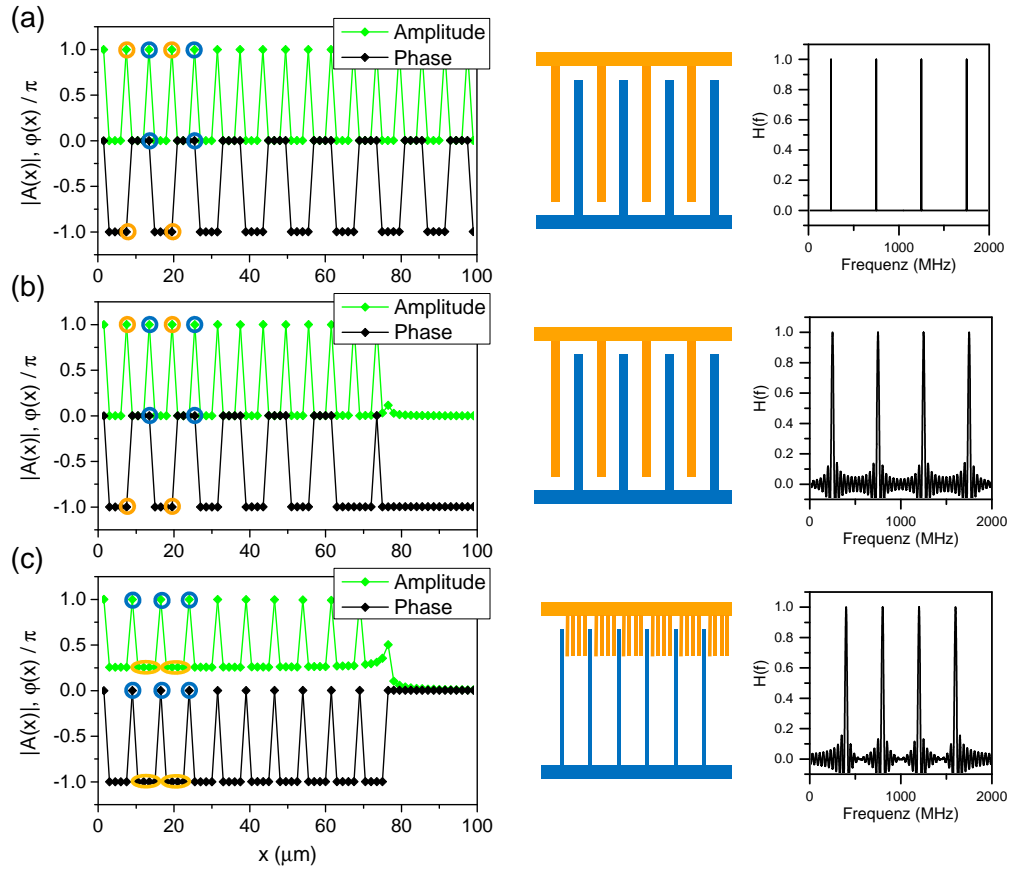 (a)
|A(x)|, φ(x) / π
1.0
0.5
0.0
-0.5
-1.0
Amplitude
Phase
0 20 40 60 80 100
H(f)
1.0
0.8
0.6
0.4
0.2
0.0
0 1000 2000
Frequenz (MHz)
(b)
|A(x)|, φ(x) / π
1.0
0.5
0.0
-0.5
-1.0
Amplitude
Phase
0 20 40 60 80 100
H(f)
1.0
0.8
0.6
0.4
0.2
0.0
0 1000 2000
Frequenz (MHz)
(c)
|A(x)|, φ(x) / π
1.0
0.5
0.0
-0.5
-1.0
Amplitude
Phase
0 20 40 60 80 100
x (μm)
H(f)
1.0
0.8
0.6
0.4
0.2
0.0
0 1000 2000
Frequenz (MHz)